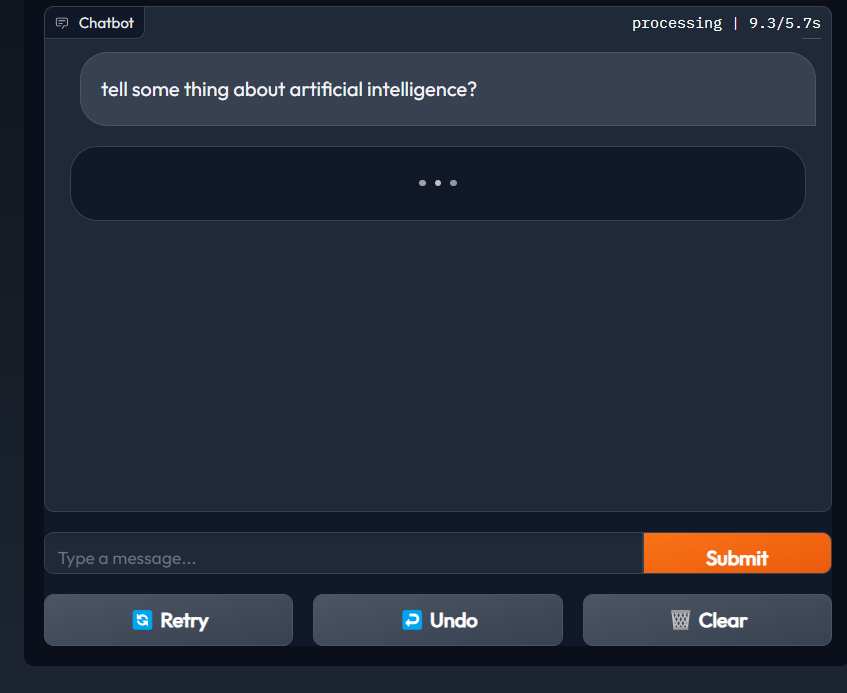 Chatbot
processing | 9.3/5.7s
tell some thing about artificial intelligence?
Type a message...
Submit
Retry
Undo
Clear